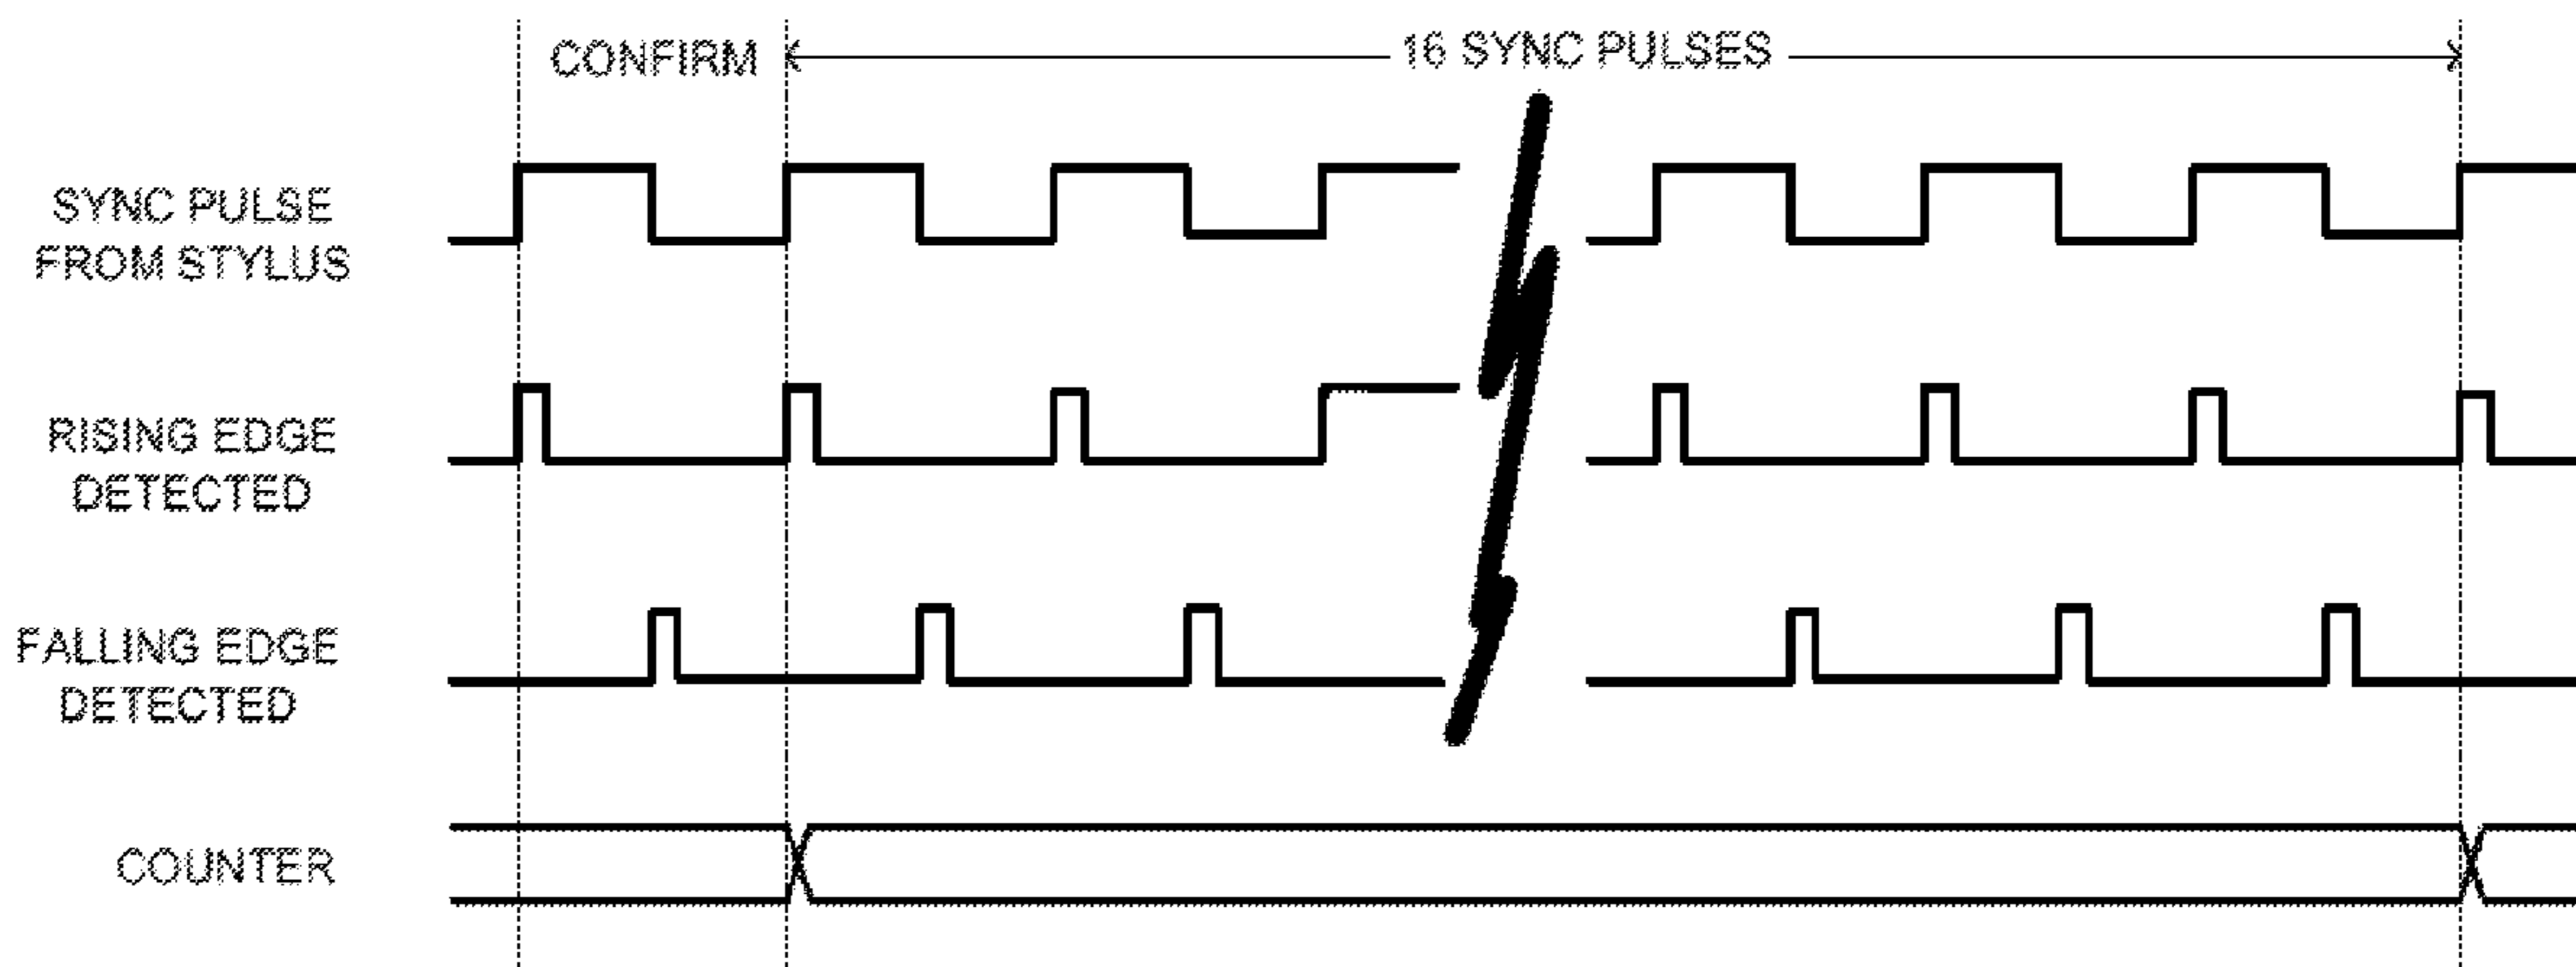 CONFIRM
16 SYNC PULSES
SYNC PULSE
FROM STYLUS
RISING EDGE
DETECTED
FALLING EDGE
DETECTED
COUNTER